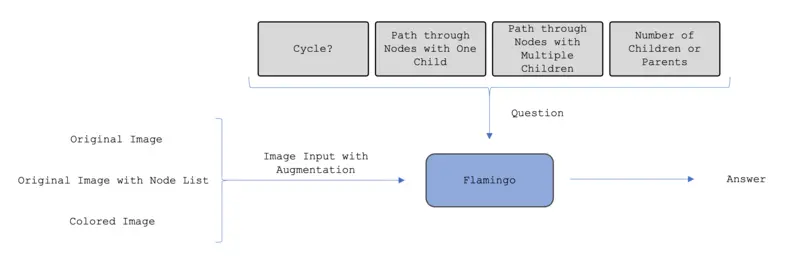 Cycle?
Path through
Nodes with One
Child
Path through
Nodes with
Multiple
Children
Number of
Children or
Parents
Question
Original Image
Original Image with Node List
Colored Image
Image Input with
Augmentation
Flamingo
Answer